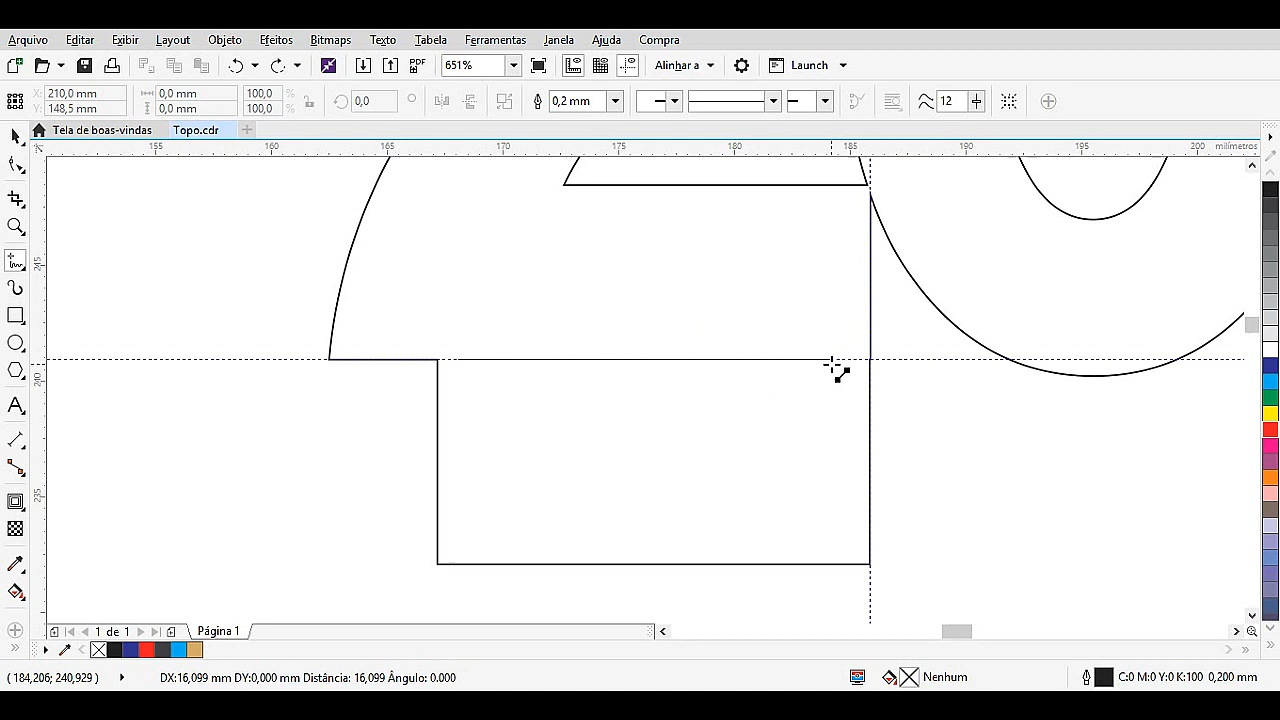 Arquivo Editar Exibir Layout Objeto Efeitos Bitmaps Texto Tabela Ferramentas Janela Ajuda Compra
PDF 651% Alinhar a Launch
X: 210,0 mm 0,0 mm 100,0 %
Y: 148,5 mm 0,0 mm 100,0 %
0,0 ° 0,2 mm 12
Tela de boas-vindas Topo.cdr
155 160 165 170 175 180 185 190 195 200 milímetros
245
240
235
1 de 1 Página 1
( 184,206; 240,929 ) DX:16,099 mm DY:0,000 mm Distância: 16,099 Ângulo: 0.000 Nenhum C:0 M:0 Y:0 K:100 0,200 mm